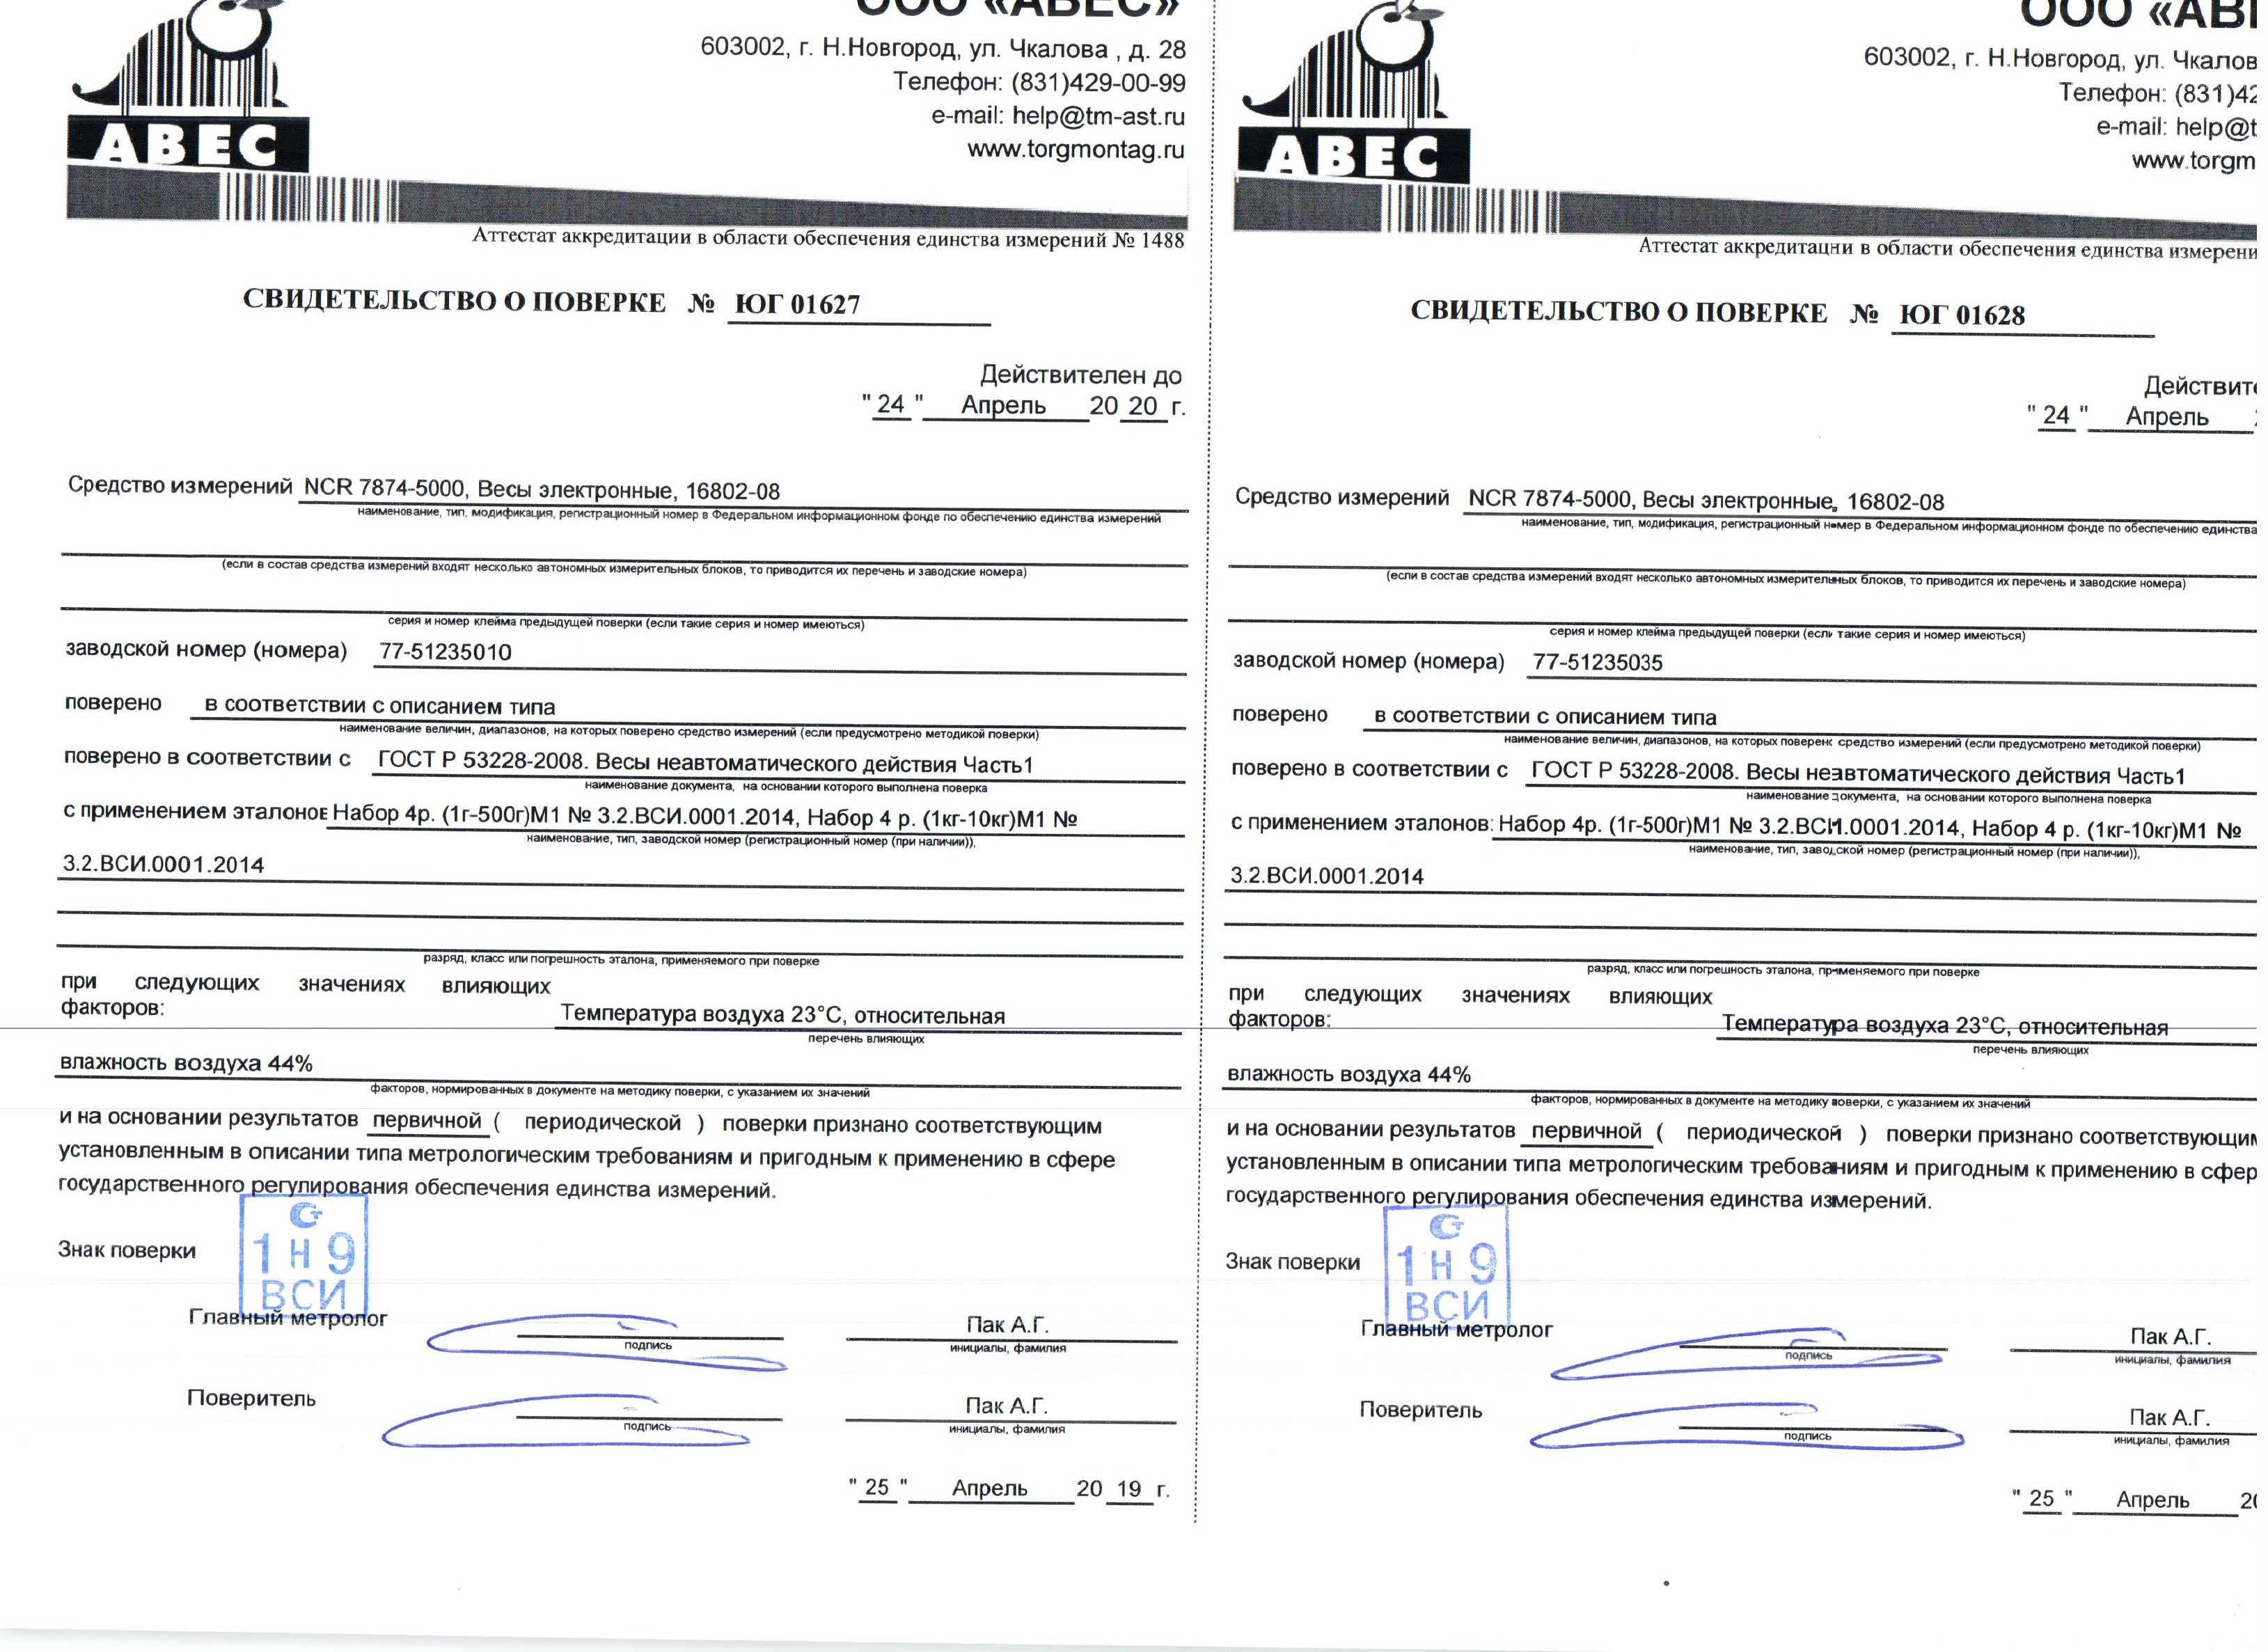 ООО «АВЕС»
603002, г. Н.Новгород, ул. Чкалова , д. 28
Телефон: (831)429-00-99
e-mail: help@tm-ast.ru
www.torgmontag.ru
АВЕС
Аттестат аккредитации в области обеспечения единства измерений № 1488
СВИДЕТЕЛЬСТВО О ПОВЕРКЕ № ЮГ 01627
Действителен до
" 24 " Апрель 20 20 г.
Средство измерений NCR 7874-5000, Весы электронные, 16802-08
наименование, тип, модификация, регистрационный номер в Федеральном информационном фонде по обеспечению единства измерений
(если в состав средства измерений входят несколько автономных измерительных блоков, то приводится их перечень и заводские номера)
серия и номер клейма предыдущей поверки (если такие серия и номер имеються)
заводской номер (номера) 77-51235010
поверено в соответствии с описанием типа
наименование величин, диапазонов, на которых поверено средство измерений (если предусмотрено методикой поверки)
поверено в соответствии с ГОСТ Р 53228-2008. Весы неавтоматического действия Часть1
наименование документа, на основании которого выполнена поверка
с применением эталонов Набор 4р. (1г-500г)М1 № 3.2.ВСИ.0001.2014, Набор 4 р. (1кг-10кг)М1 №
наименование, тип, заводской номер (регистрационный номер (при наличии)),
3.2.ВСИ.0001.2014
разряд, класс или погрешность эталона, применяемого при поверке
при следующих значениях влияющих
факторов: Температура воздуха 23°С, относительная
перечень влияющих
влажность воздуха 44%
факторов, нормированных в документе на методику поверки, с указанием их значений
и на основании результатов первичной ( периодической ) поверки признано соответствующим
установленным в описании типа метрологическим требованиям и пригодным к применению в сфере
государственного регулирования обеспечения единства измерений.
Знак поверки
1 Н 9
ВСИ
Главный метролог Пак А.Г.
подпись инициалы, фамилия
Поверитель Пак А.Г.
подпись инициалы, фамилия
" 25 " Апрель 20 19 г.
ООО «АВ
603002, г. Н.Новгород, ул. Чкалов
Телефон: (831)42
e-mail: help@t
www.torgm
АВЕС
Аттестат аккредитации в области обеспечения единства измерени
СВИДЕТЕЛЬСТВО О ПОВЕРКЕ № ЮГ 01628
Действите
" 24 " Апрель
Средство измерений NCR 7874-5000, Весы электронные, 16802-08
наименование, тип, модификация, регистрационный номер в Федеральном информационном фонде по обеспечению единства
(если в состав средства измерений входят несколько автономных измерительных блоков, то приводится их перечень и заводские номера)
серия и номер клейма предыдущей поверки (если такие серия и номер имеються)
заводской номер (номера) 77-51235035
поверено в соответствии с описанием типа
наименование величин, диапазонов, на которых поверено средство измерений (если предусмотрено методикой поверки)
поверено в соответствии с ГОСТ Р 53228-2008. Весы неавтоматического действия Часть1
наименование документа, на основании которого выполнена поверка
с применением эталонов: Набор 4р. (1г-500г)М1 № 3.2.ВСИ.0001.2014, Набор 4 р. (1кг-10кг)М1 №
наименование, тип, заводской номер (регистрационный номер (при наличии)),
3.2.ВСИ.0001.2014
разряд, класс или погрешность эталона, применяемого при поверке
при следующих значениях влияющих
факторов: Температура воздуха 23°С, относительная
перечень влияющих
влажность воздуха 44%
факторов, нормированных в документе на методику поверки, с указанием их значений
и на основании результатов первичной ( периодической ) поверки признано соответствующим
установленным в описании типа метрологическим требованиям и пригодным к применению в сфер
государственного регулирования обеспечения единства измерений.
Знак поверки
1 Н 9
ВСИ
Главный метролог Пак А.Г.
подпись инициалы, фамилия
Поверитель Пак А.Г.
подпись инициалы, фамилия
" 25 " Апрель 20